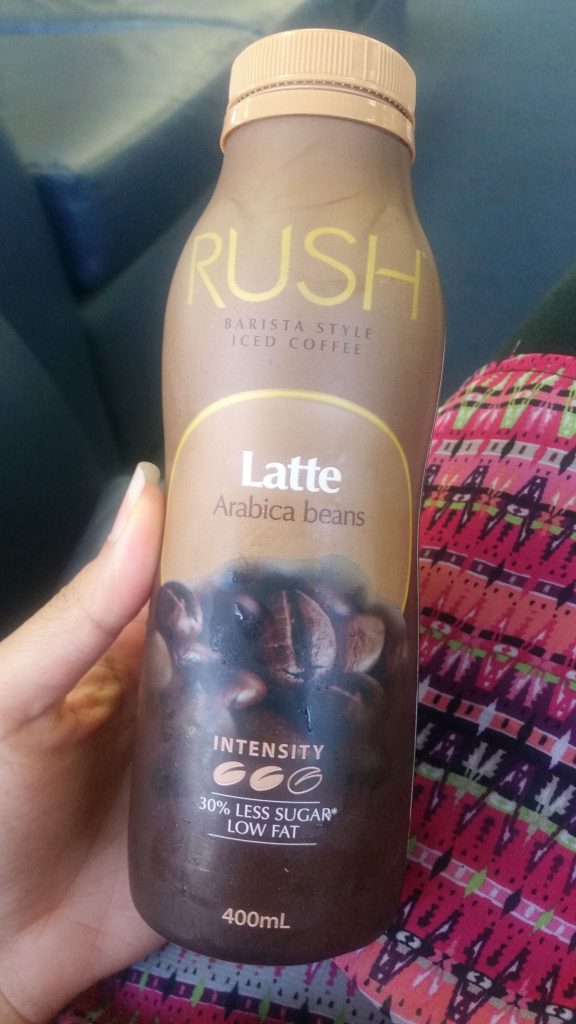 RUSH
BARISTA STYLE
ICED COFFEE
Latte
Arabica beans
INTENSITY
30% LESS SUGAR*
LOW FAT
400mL